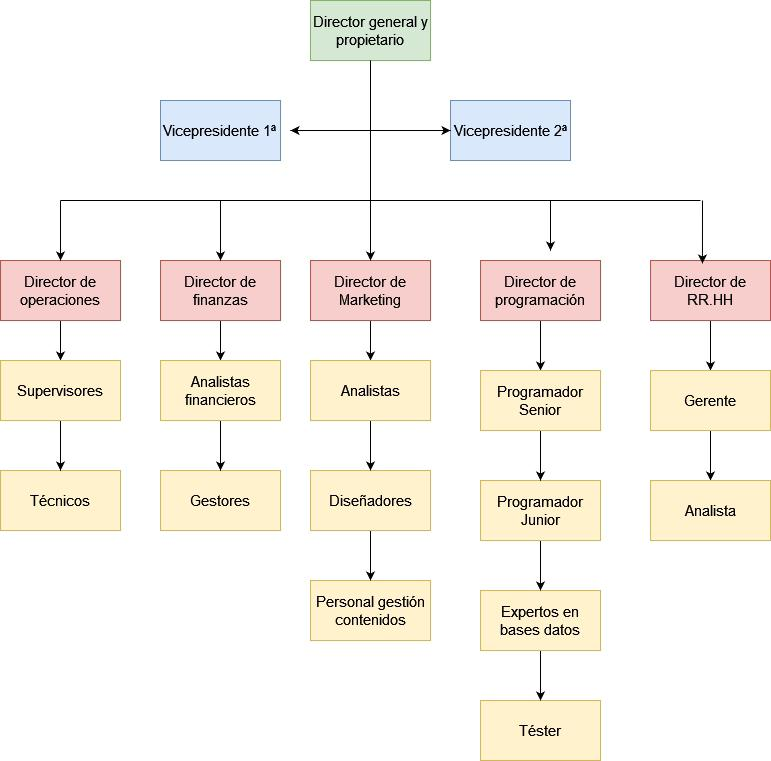 Director general y
propietario
Vicepresidente 1ª
Vicepresidente 2ª
Director de
operaciones
Director de
finanzas
Director de
Marketing
Director de
programación
Director de
RR.HH
Supervisores
Analistas
financieros
Analistas
Programador
Senior
Gerente
Técnicos
Gestores
Diseñadores
Programador
Junior
Analista
Personal gestión
contenidos
Expertos en
bases datos
Téster